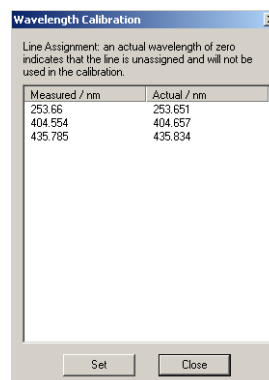 Wavelength Calibration
Line Assignment: an actual wavelength of zero
indicates that the line is unassigned and will not be
used in the calibration.
Measured / nm Actual / nm
253.66 253.651
404.554 404.657
435.785 435.834
Set Close